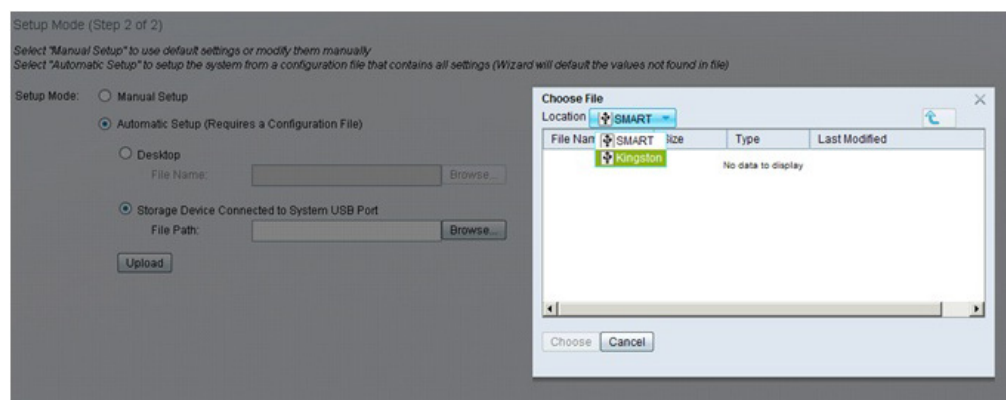 Setup Mode (Step 2 of 2)
Select "Manual Setup" to use default settings or modify them manually
Select "Automatic Setup" to setup the system from a configuration file that contains all settings (Wizard will default the values not found in file)
Setup Mode:
Manual Setup
Automatic Setup (Requires a Configuration File)
Desktop
File Name:
Browse...
Storage Device Connected to System USB Port
File Path:
Browse...
Upload
Choose File
Location SMART
File Nam Size Type Last Modified
SMART
Kingston
No data to display
Choose Cancel